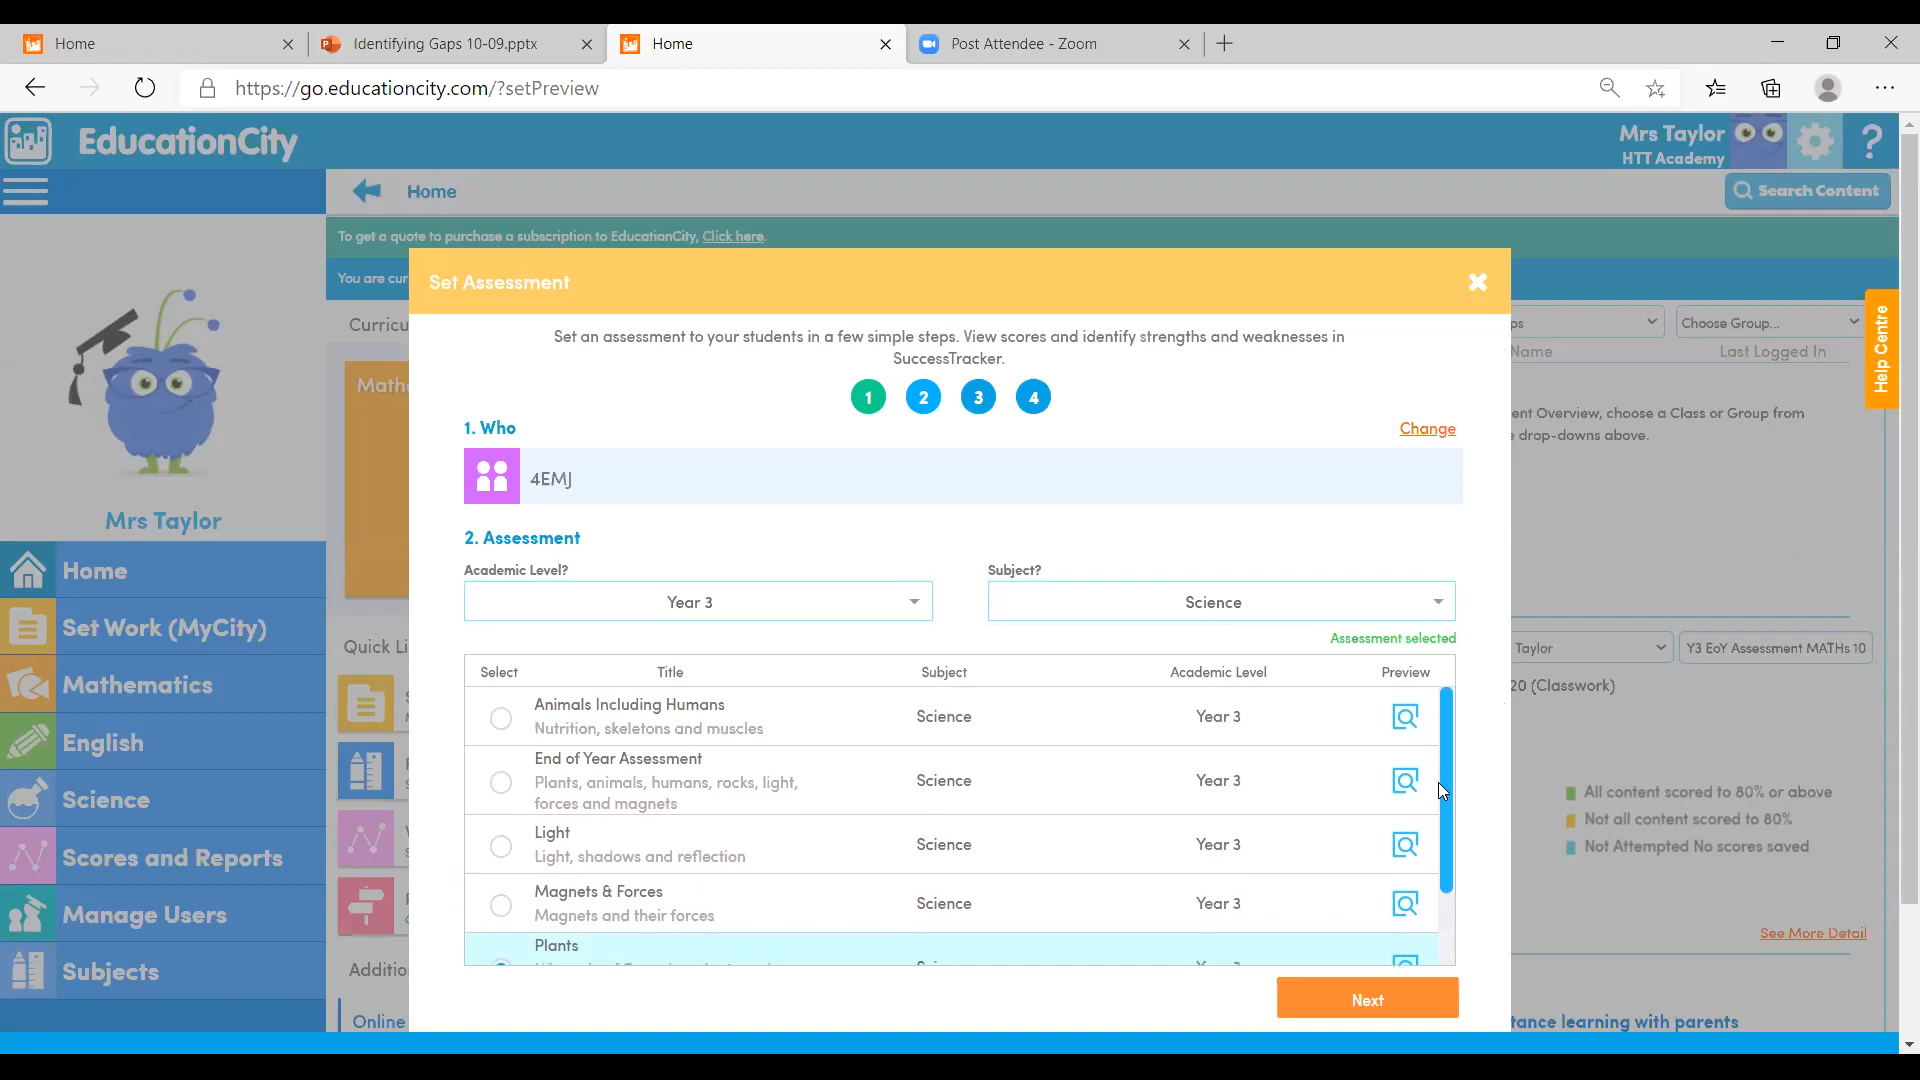 Home
Identifying Gaps 10-09.pptx
Home
Post Attendee - Zoom
https://go.educationcity.com/?setPreview
EducationCity
Mrs Taylor
HTT Academy
?
Home
Search Content
To get a quote to purchase a subscription to EducationCity, Click here.
You are cur
Set Assessment
Set an assessment to your students in a few simple steps. View scores and identify strengths and weaknesses in
SuccessTracker.
1 2 3 4
1. Who
Change
4EMJ
2. Assessment
Academic Level?
Subject?
Year 3
Science
Assessment selected
Select Title Subject Academic Level Preview
Animals Including Humans
Nutrition, skeletons and muscles
Science
Year 3
End of Year Assessment
Plants, animals, humans, rocks, light,
forces and magnets
Science
Year 3
Light
Light, shadows and reflection
Science
Year 3
Magnets & Forces
Magnets and their forces
Science
Year 3
Plants
Next
Mrs Taylor
Home
Set Work (MyCity)
Mathematics
English
Science
Scores and Reports
Manage Users
Subjects
Curricu
Mathe
Quick Li
Additio
Online
ps
Choose Group...
Name
Last Logged In
Help Centre
ent Overview, choose a Class or Group from
e drop-downs above.
Taylor
Y3 EoY Assessment MATHs 10
20 (Classwork)
All content scored to 80% or above
Not all content scored to 80%
Not Attempted No scores saved
See More Detail
tance learning with parents